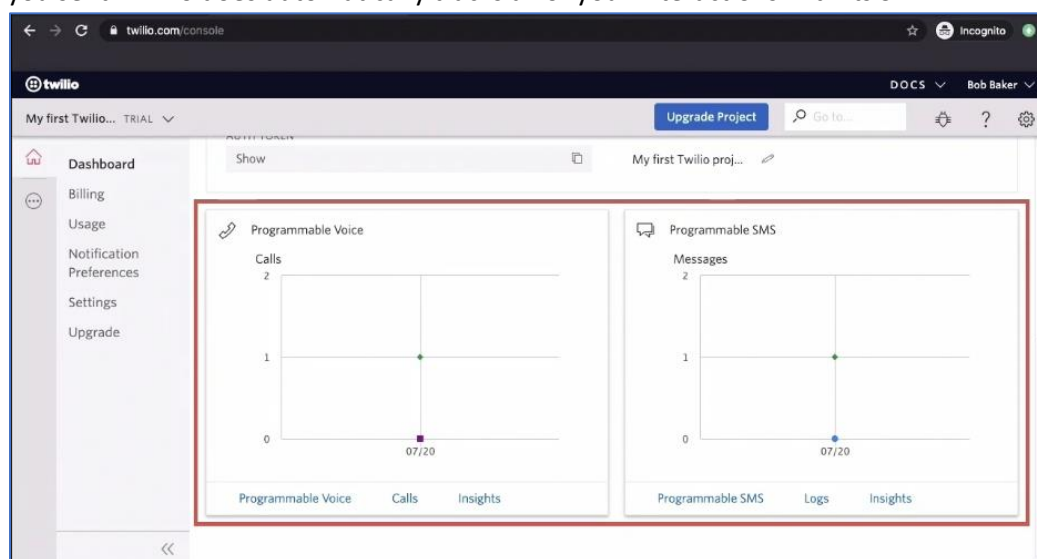 twilio.com/console
Incognito
twilio
DOCS
Bob Baker
My first Twilio... TRIAL
Upgrade Project
Go to...
AUTH TOKEN
Dashboard
Show
My first Twilio proj...
Billing
Usage
Notification
Preferences
Settings
Upgrade
Programmable Voice
Calls
2
1
0
07/20
Programmable Voice Calls Insights
Programmable SMS
Messages
2
1
0
07/20
Programmable SMS Logs Insights